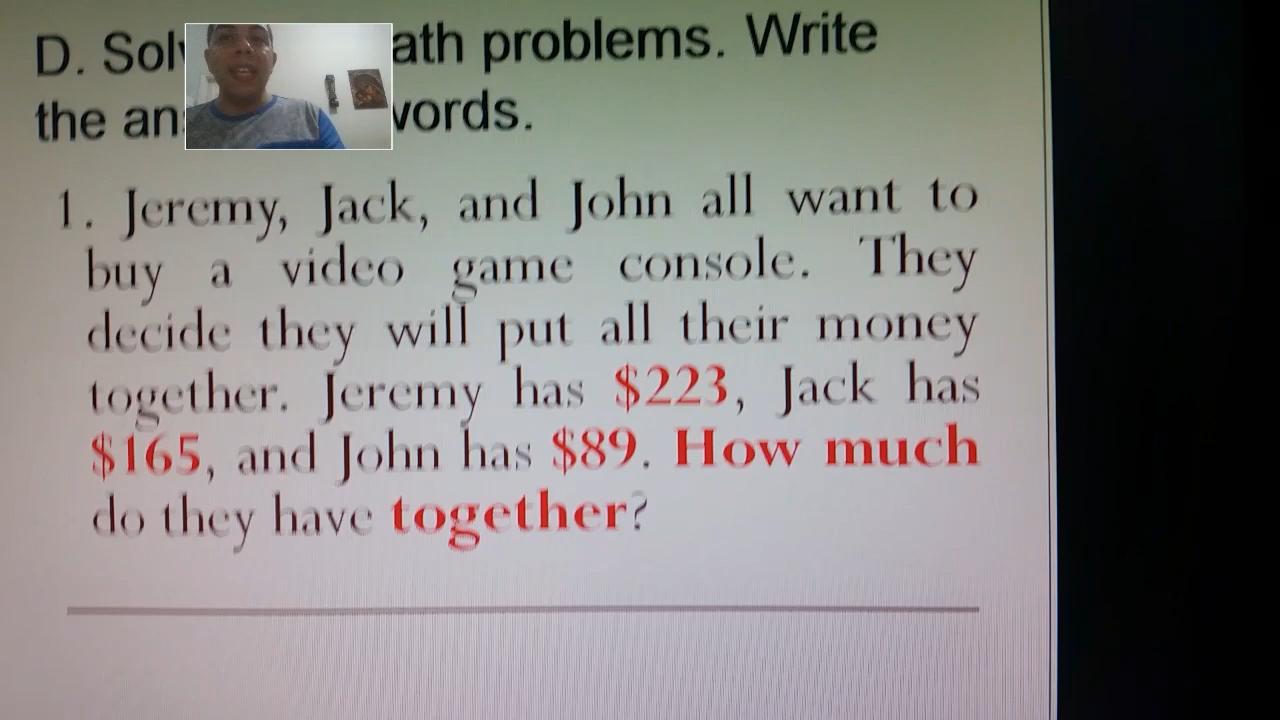 D. Sol ath problems. Write
the an words.
1. Jeremy, Jack, and John all want to
buy a video game console. They
decide they will put all their money
together. Jeremy has $223, Jack has
$165, and John has $89. How much
do they have together?